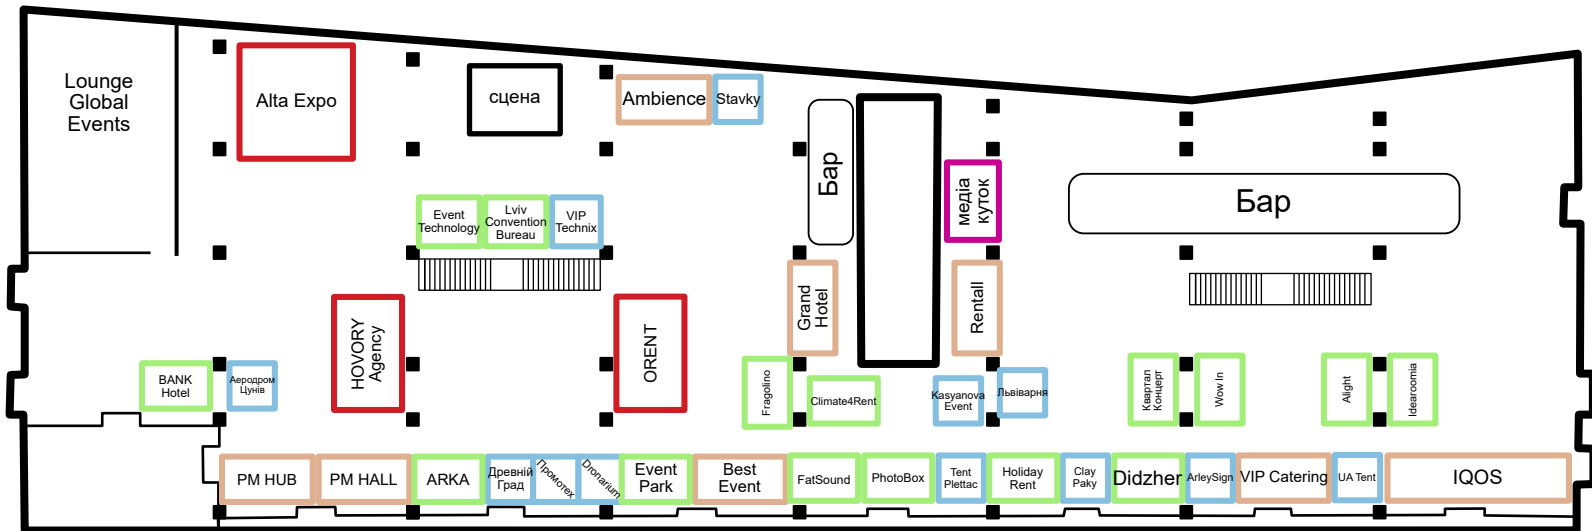 Lounge
Global
Events
Alta Expo
сцена
Ambience
Stavky
Бар
медіа
куток
Бар
Event
Technology
Lviv
Convention
Bureau
VIP
Technix
Grand
Hotel
Rentall
HOVORY
Agency
ORENT
BANK
Hotel
Аеродром
Цунів
Fragolino
Climate4Rent
Kasyanova
Event
Львіварня
Квартал
Концерт
Wow In
Alight
Idearoomia
PM HUB
PM HALL
ARKA
Древній
Град
Промотех
Dronarium
Event
Park
Best
Event
FatSound
PhotoBox
Tent
Plettac
Holiday
Rent
Clay
Paky
Didzher
ArleySign
VIP Catering
UA Tent
IQOS